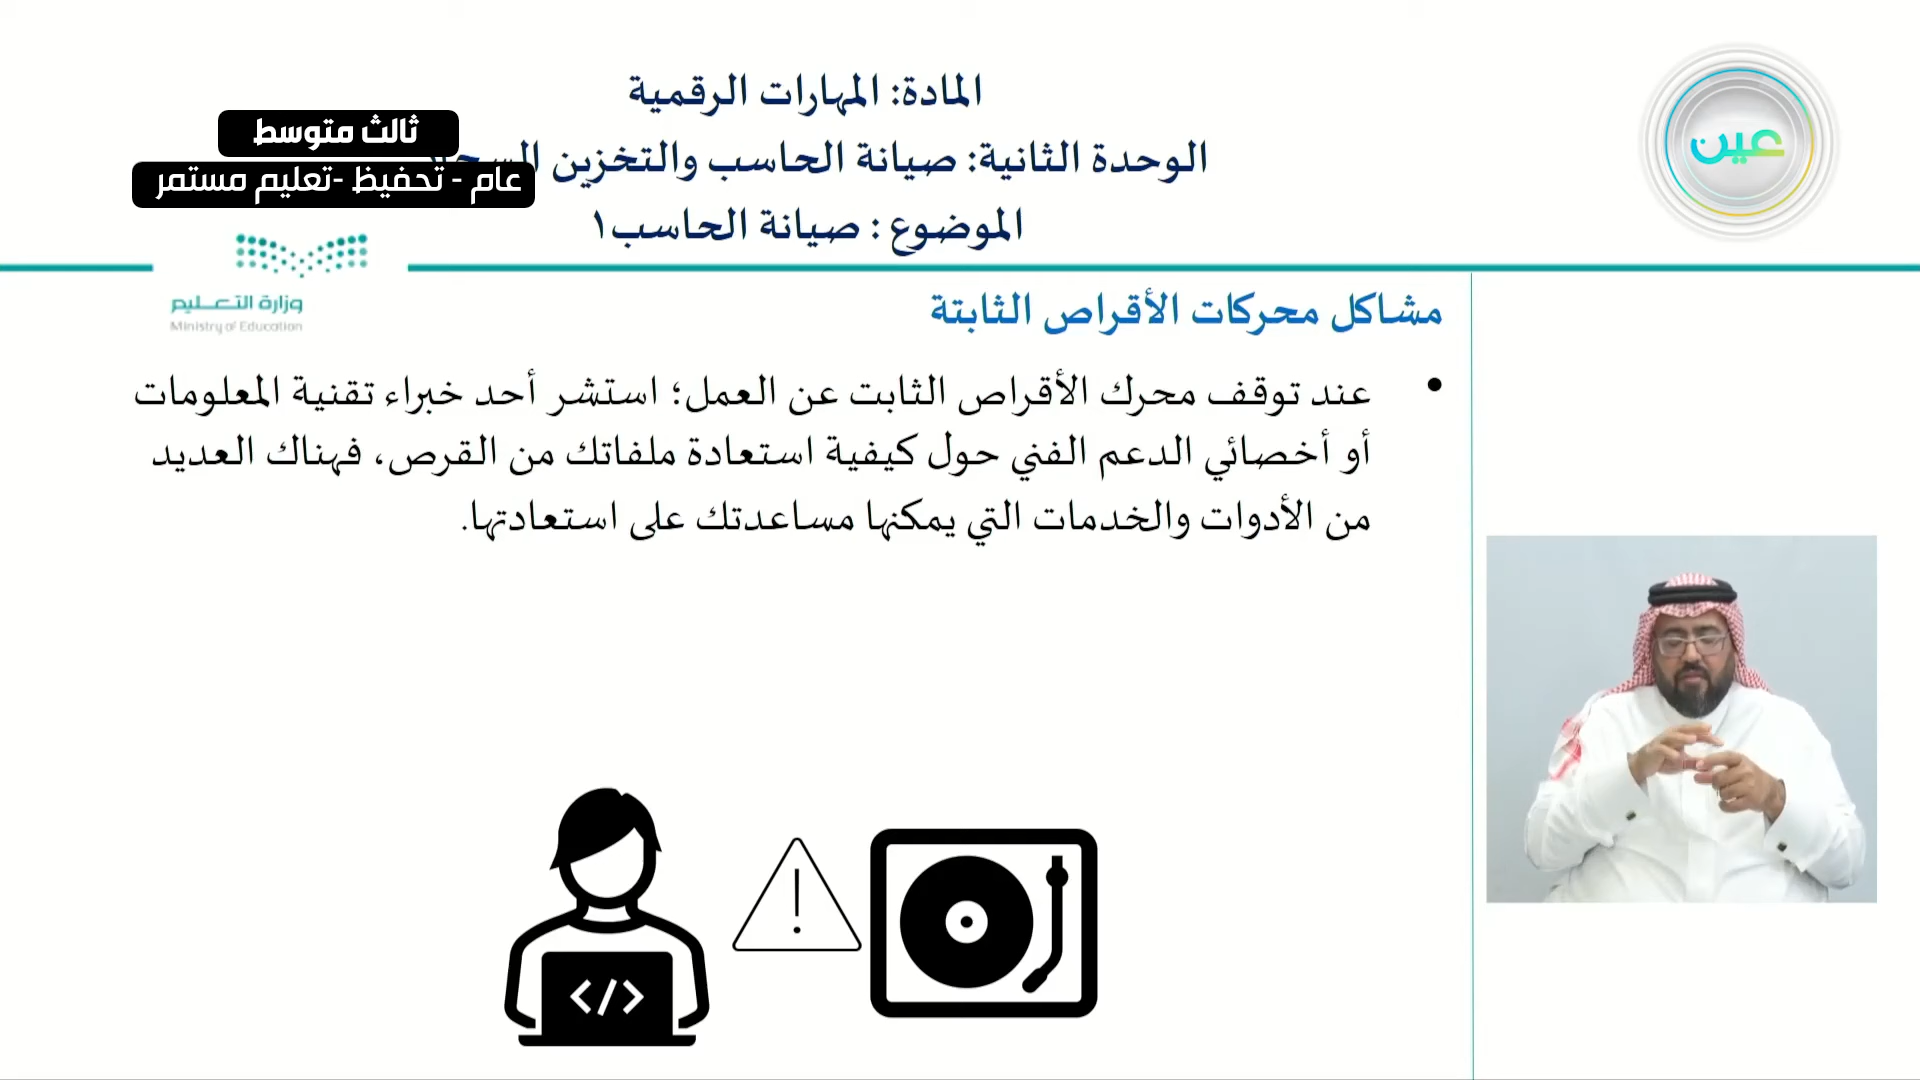 المادة: المهارات الرقمية
ثالث متوسط
الوحدة الثانية: صيانة الحاسب والتخزين
عام - تحفيظ -تعليم مستمر
الموضوع : صيانة الحاسب١
عين
وزارة التعليم
Ministry of Education
مشاكل محركات الأقراص الثابتة
• عند توقف محرك الأقراص الثابت عن العمل؛ استشر أحد خبراء تقنية المعلومات
أو أخصائي الدعم الفني حول كيفية استعادة ملفاتك من القرص، فهناك العديد
من الأدوات والخدمات التي يمكنها مساعدتك على استعادتها.
</>